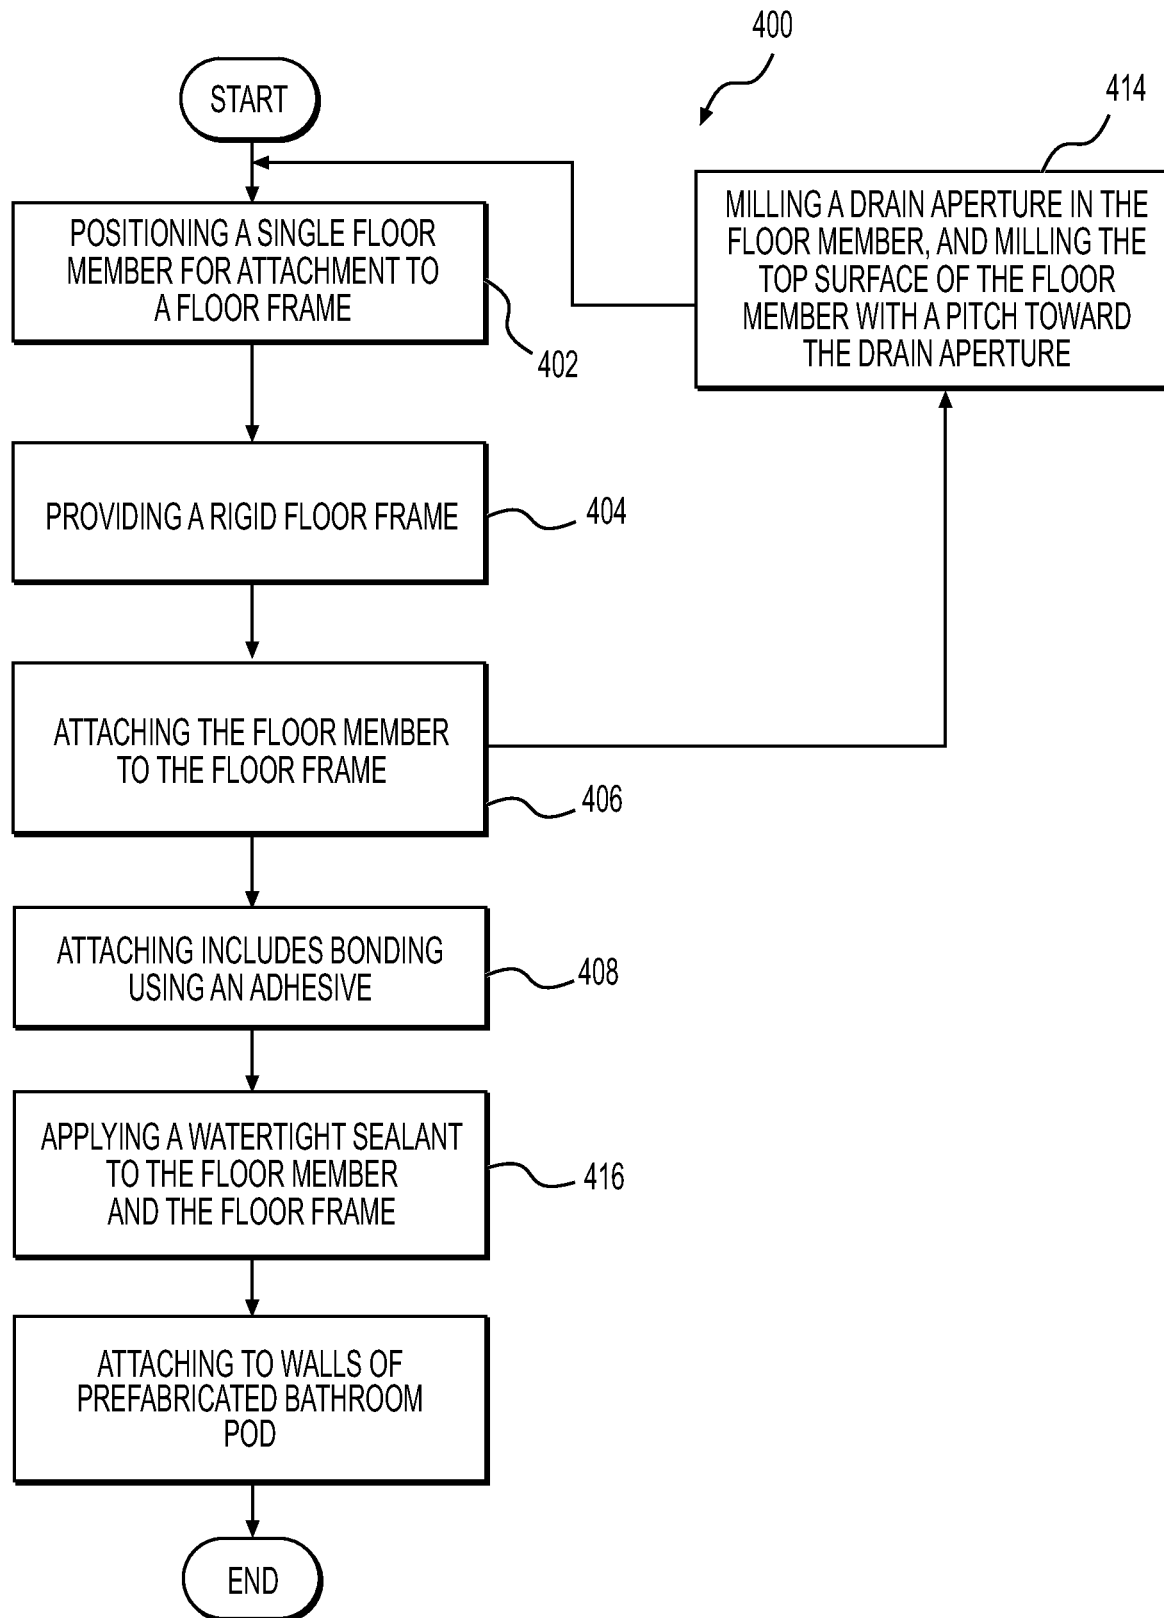 400
414
START
MILLING A DRAIN APERTURE IN THE
FLOOR MEMBER, AND MILLING THE
TOP SURFACE OF THE FLOOR
MEMBER WITH A PITCH TOWARD
THE DRAIN APERTURE
POSITIONING A SINGLE FLOOR
MEMBER FOR ATTACHMENT TO
A FLOOR FRAME
402
PROVIDING A RIGID FLOOR FRAME
404
ATTACHING THE FLOOR MEMBER
TO THE FLOOR FRAME
406
ATTACHING INCLUDES BONDING
USING AN ADHESIVE
408
APPLYING A WATERTIGHT SEALANT
TO THE FLOOR MEMBER
AND THE FLOOR FRAME
416
ATTACHING TO WALLS OF
PREFABRICATED BATHROOM
POD
END